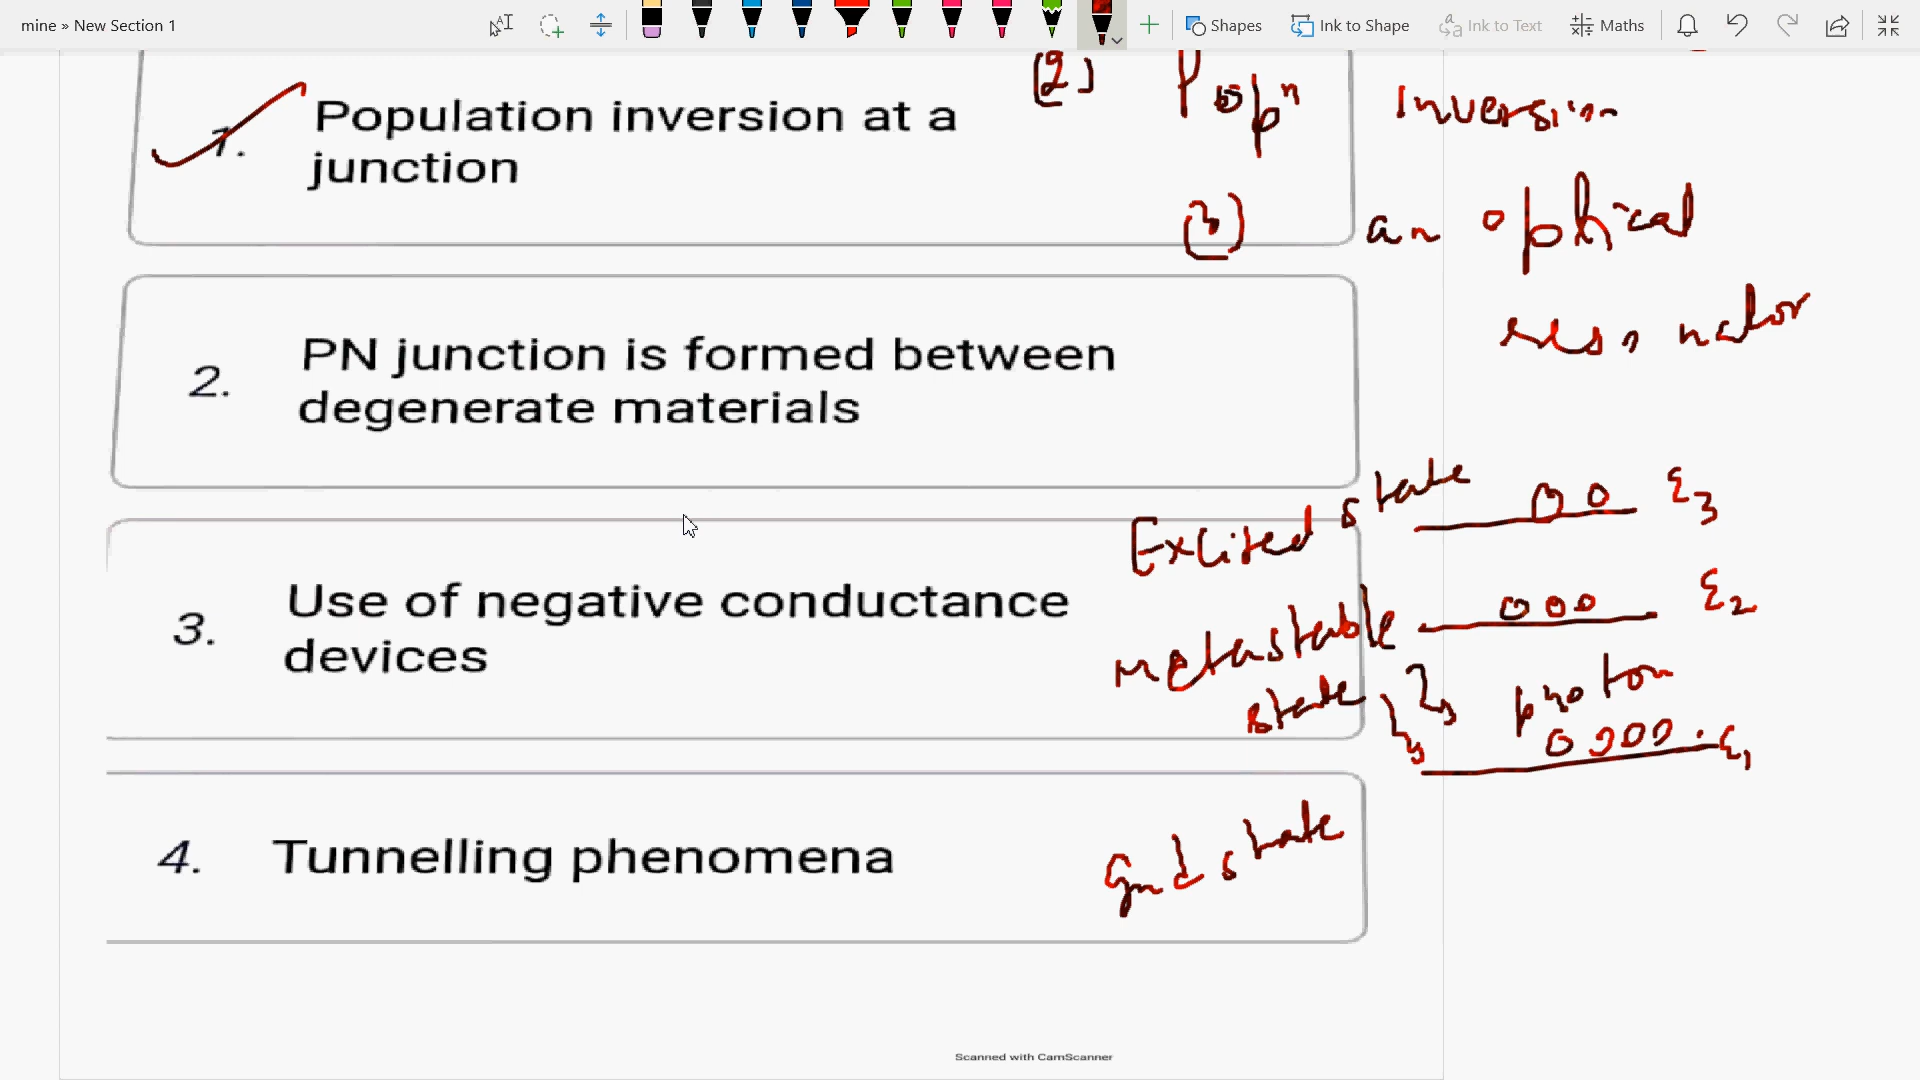 mine » New Section 1
Shapes
Ink to Shape
Ink to Text
Maths
1. Population inversion at a
junction
(2) Popn Inversion
(3) an optical
resonator
2. PN junction is formed between
degenerate materials
3. Use of negative conductance
devices
Excited state E3
Metastable E2
state
photon
E1
4. Tunnelling phenomena
Gnd state
Scanned with CamScanner